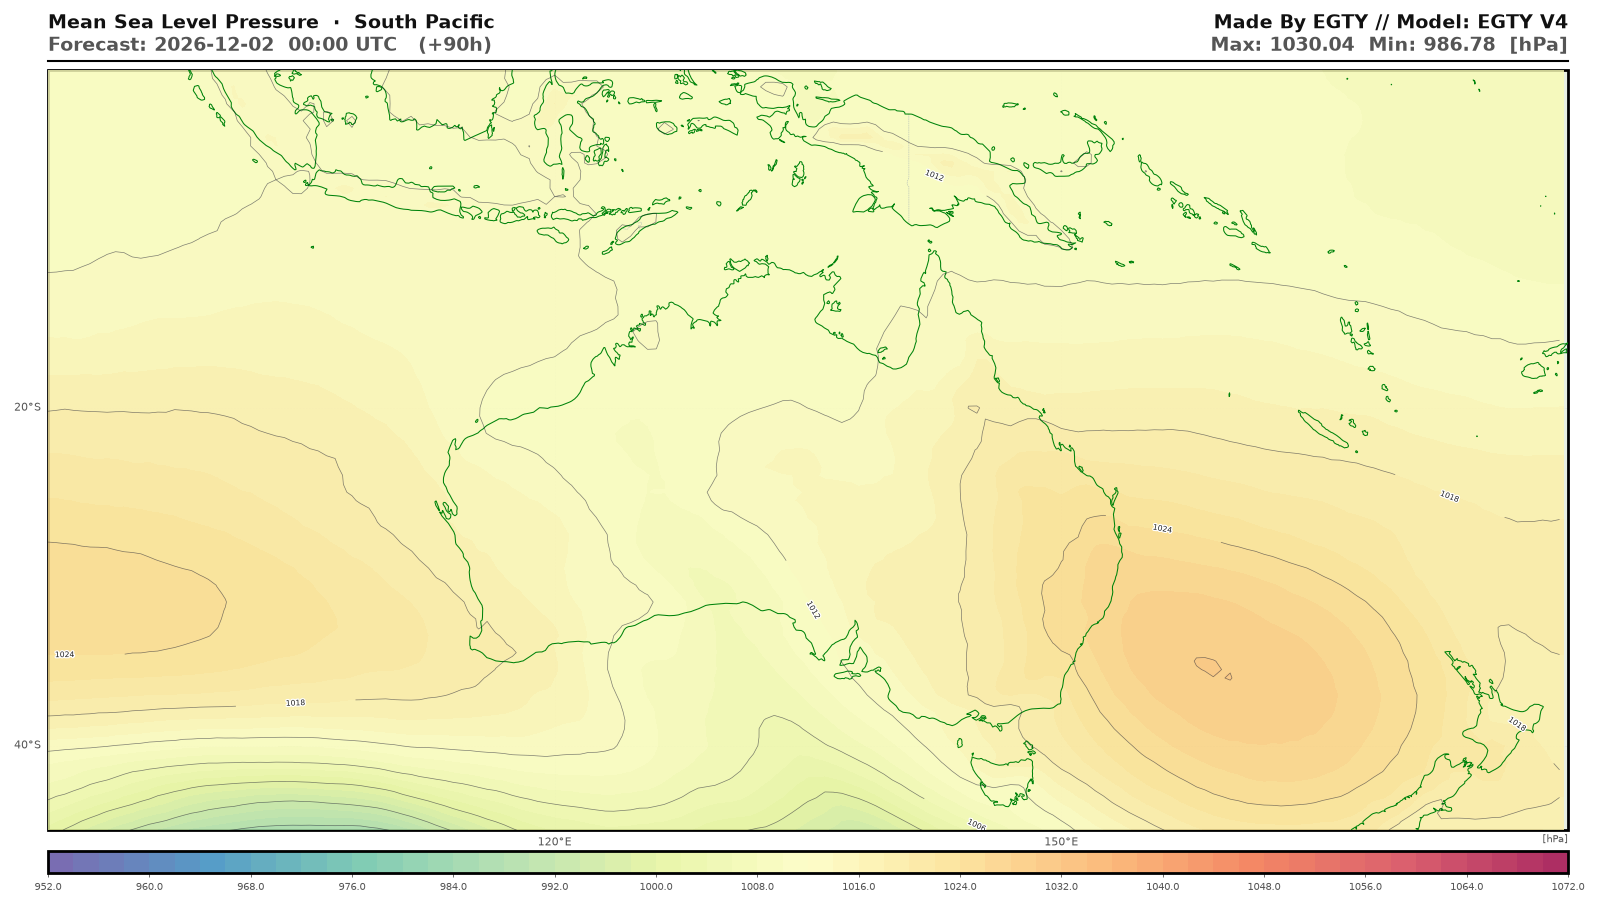 Mean Sea Level Pressure · South Pacific
Made By EGTY // Model: EGTY V4
Forecast: 2026-12-02 00:00 UTC (+90h)
Max: 1030.04 Min: 986.78 [hPa]
1012
20°S
1018
1024
1012
1024
1018
1018
40°S
1006
120°E
150°E
[hPa]
952.0 960.0 968.0 976.0 984.0 992.0 1000.0 1008.0 1016.0 1024.0 1032.0 1040.0 1048.0 1056.0 1064.0 1072.0